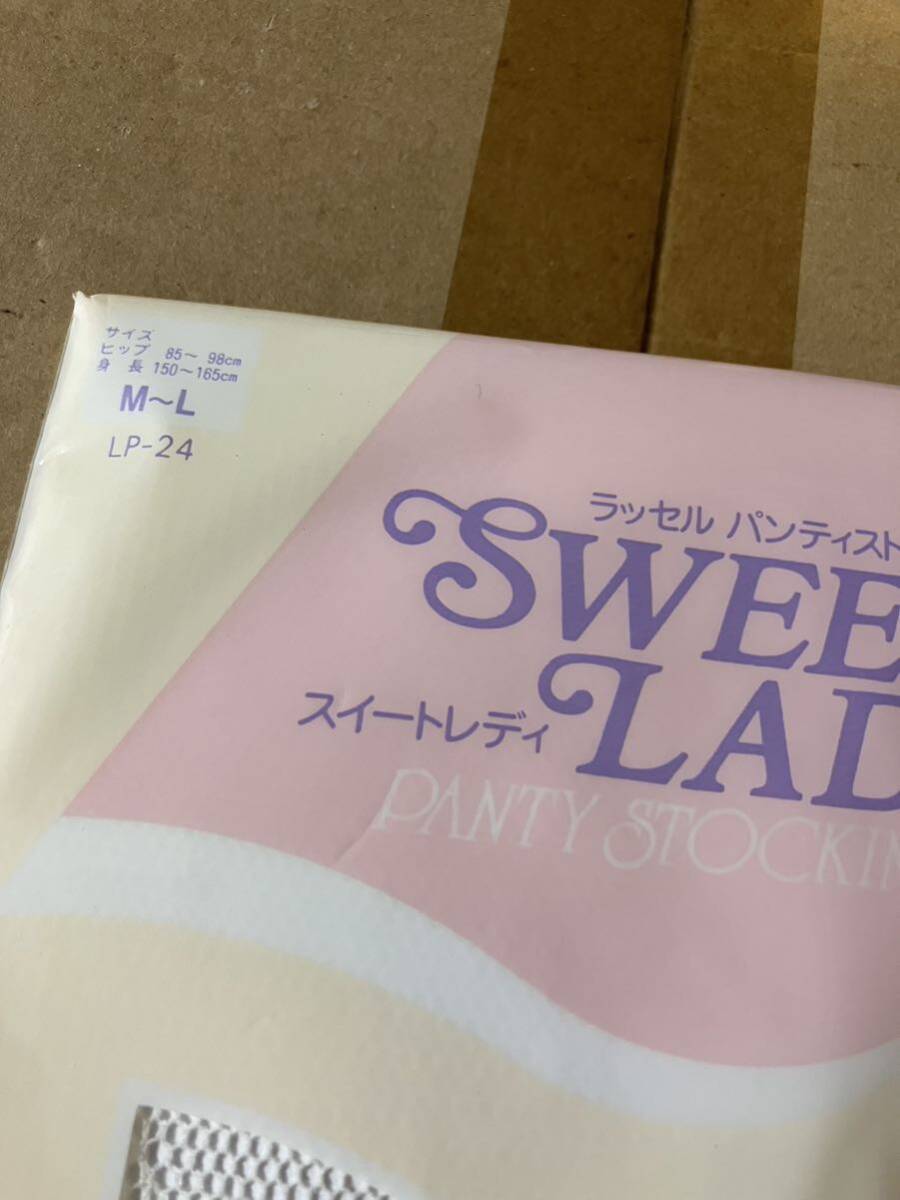 サイズ
ヒップ 85〜 98cm
身 長 150〜165cm
M〜L
LP-24
ラッセル パンティスト
SWEE
LAD
スイートレディ
PANTY STOCKIN